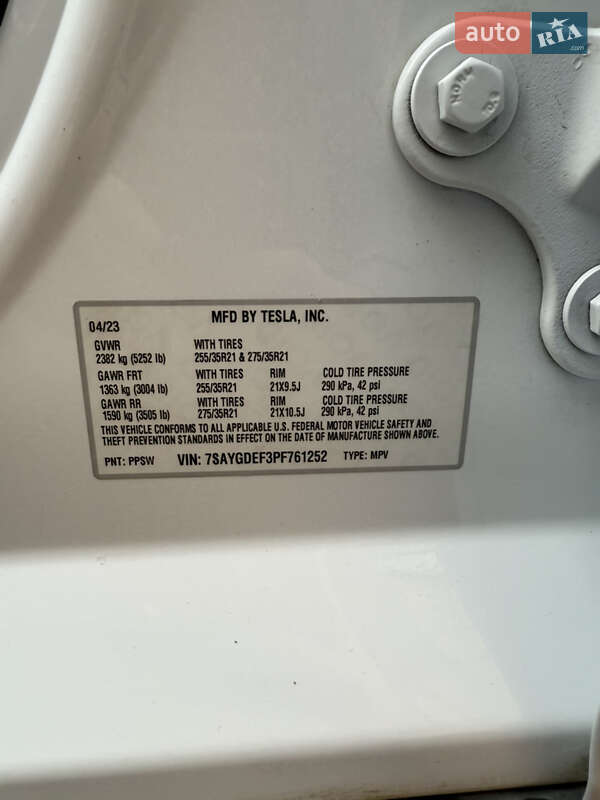 auto RIA .com
NORK 10.9
MFD BY TESLA, INC.
04/23
GVWR WITH TIRES
2382 kg (5252 lb) 255/35R21 & 275/35R21
GAWR FRT WITH TIRES RIM COLD TIRE PRESSURE
1363 kg (3004 lb) 255/35R21 21X9.5J 290 kPa, 42 psi
GAWR RR WITH TIRES RIM COLD TIRE PRESSURE
1590 kg (3505 lb) 275/35R21 21X10.5J 290 kPa, 42 psi
THIS VEHICLE CONFORMS TO ALL APPLICABLE U.S. FEDERAL MOTOR VEHICLE SAFETY AND
THEFT PREVENTION STANDARDS IN EFFECT ON THE DATE OF MANUFACTURE SHOWN ABOVE.
PNT: PPSW VIN: 7SAYGDEF3PF761252 TYPE: MPV